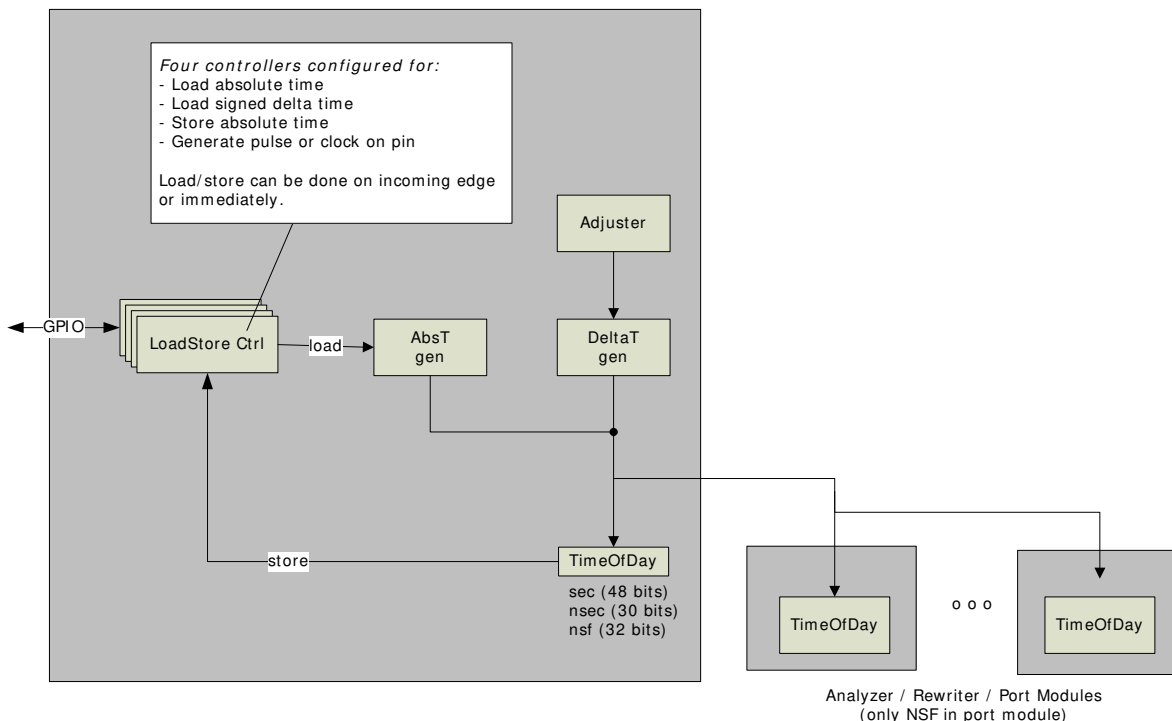 Four controllers configured for:
- Load absolute time
- Load signed delta time
- Store absolute time
- Generate pulse or clock on pin
Load/store can be done on incoming edge
or immediately.
Adjuster
GPIO
LoadStore Ctrl
load
AbsT
gen
DeltaT
gen
store
TimeOfDay
sec (48 bits)
nsec (30 bits)
nsf (32 bits)
TimeOfDay
o o o
TimeOfDay
Analyzer / Rewriter / Port Modules
(only NSF in port module)